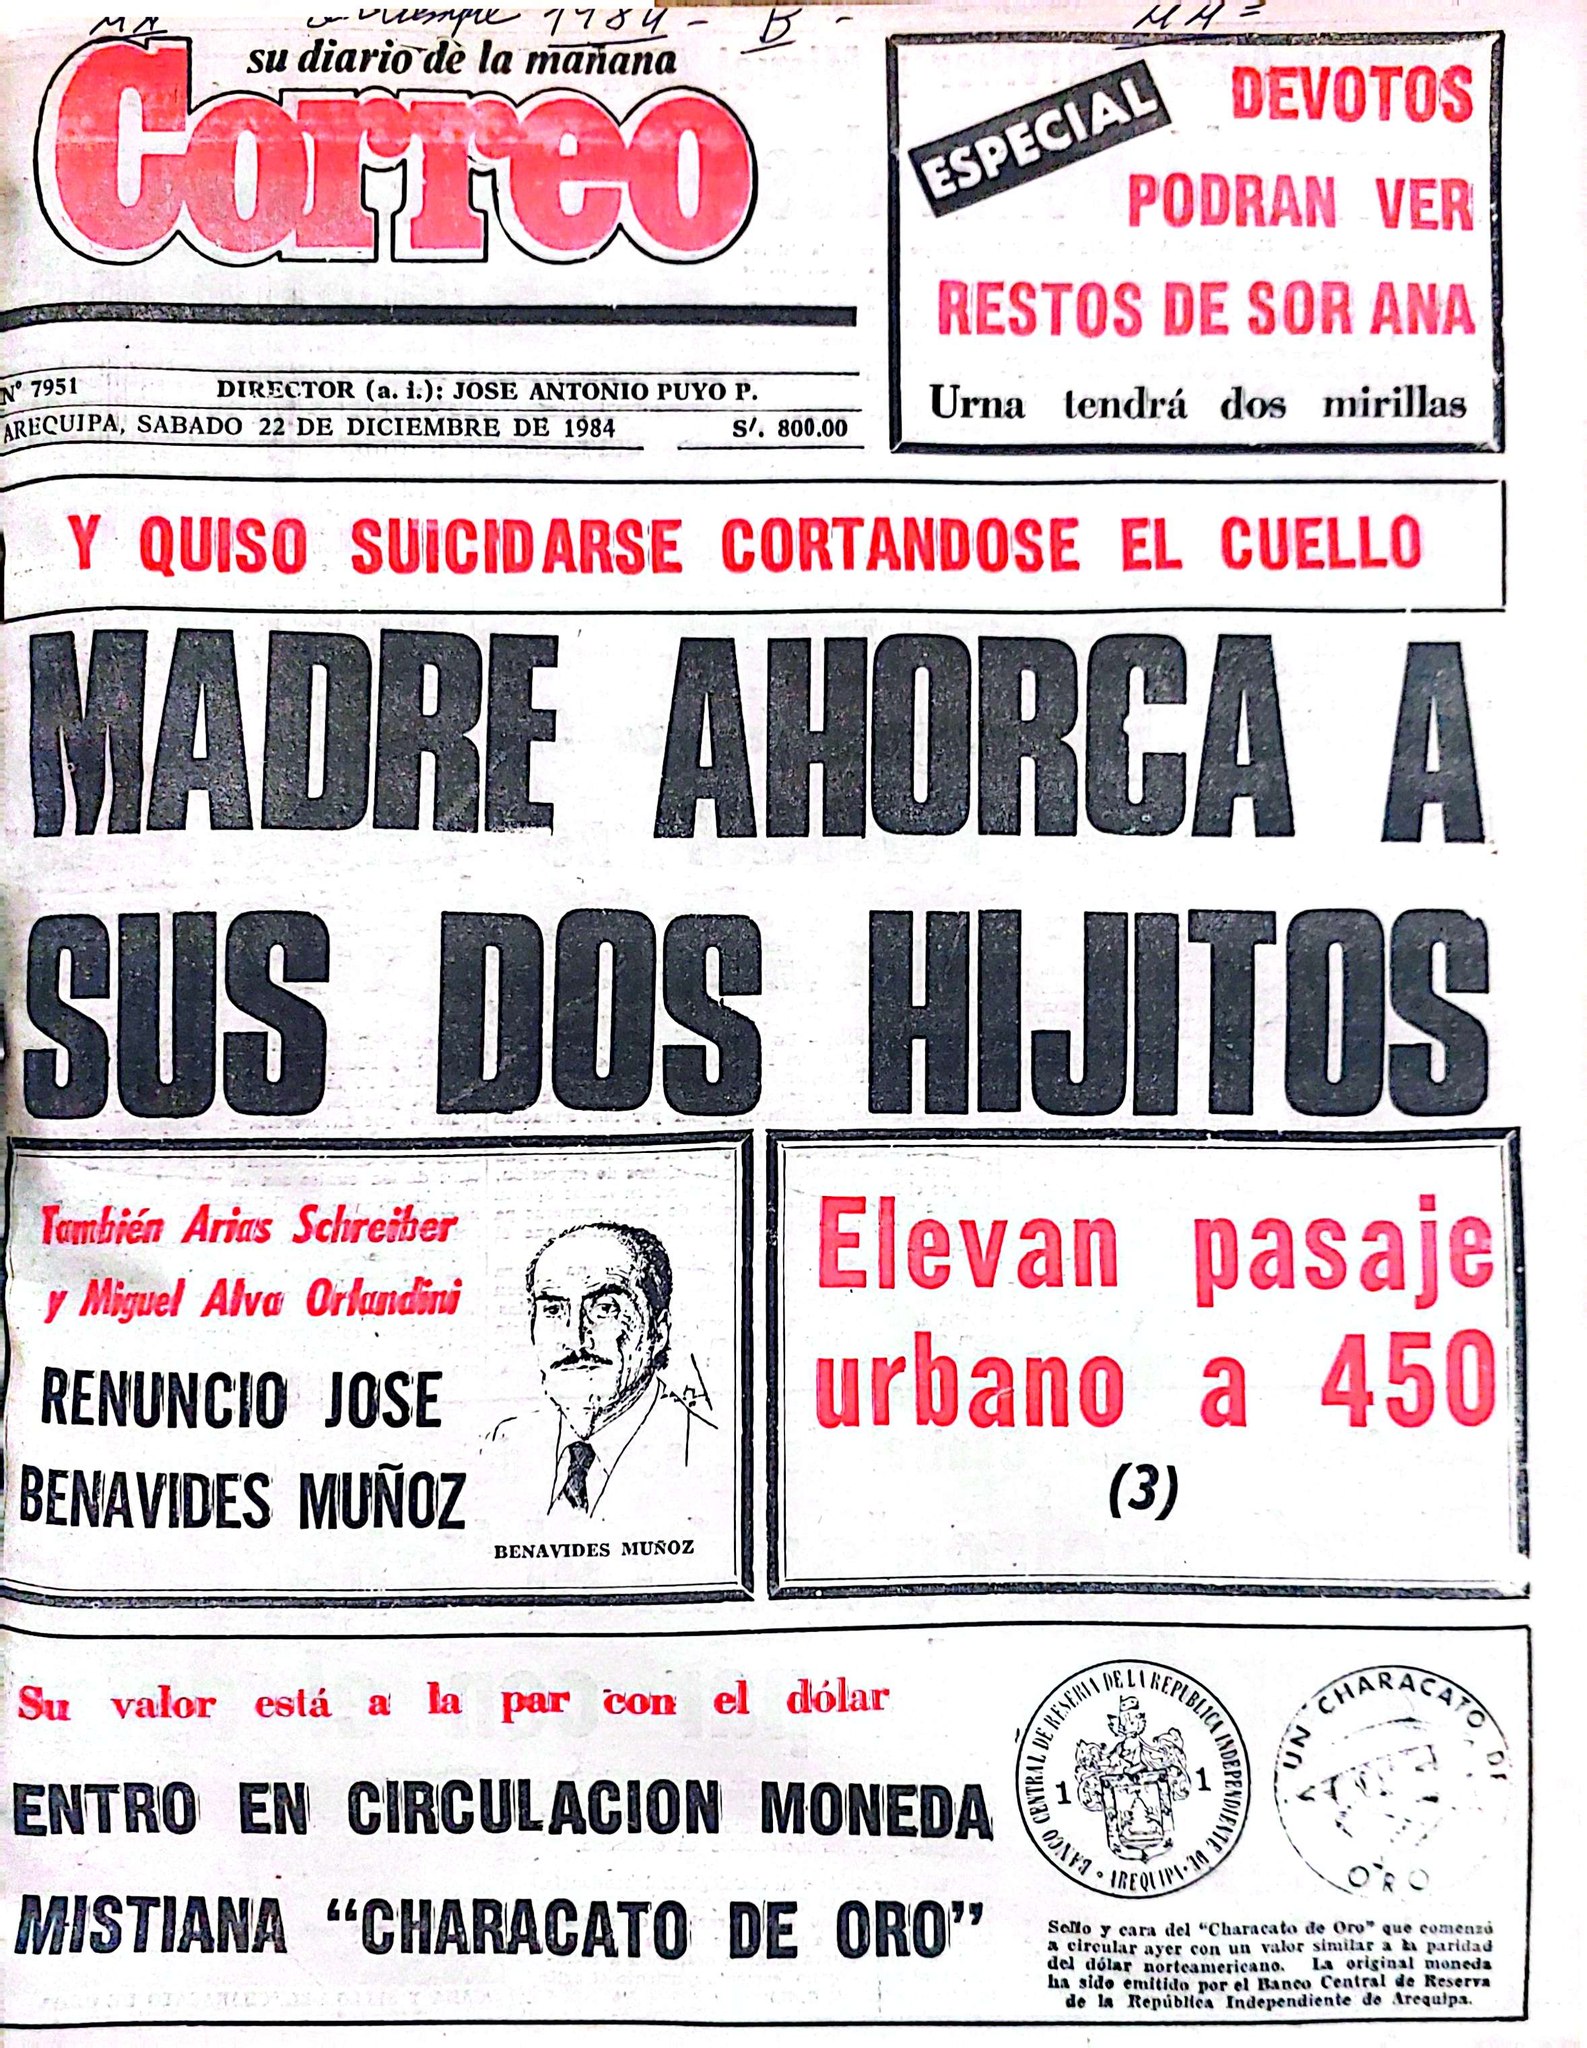 1984 - B -
su diario de la mañana
Correo
Nº 7951 DIRECTOR (a. i.): JOSE ANTONIO PUYO P.
AREQUIPA, SABADO 22 DE DICIEMBRE DE 1984 S/. 800.00
ESPECIAL
DEVOTOS
PODRAN VER
RESTOS DE SOR ANA
Urna tendrá dos mirillas
Y QUISO SUICIDARSE CORTANDOSE EL CUELLO
MADRE AHORCA A
SUS DOS HIJITOS
También Arias Schreiber
y Miguel Alva Orlandini
RENUNCIO JOSE
BENAVIDES MUÑOZ
BENAVIDES MUÑOZ
Elevan pasaje
urbano a 450
(3)
Su valor está a la par con el dólar
ENTRO EN CIRCULACION MONEDA
MISTIANA “CHARACATO DE ORO”
BANCO CENTRAL DE RESERVA DE LA REPUBLICA INDEPENDIENTE DE AREQUIPA
1 1
UN CHARACATO DE
ORO
Sello y cara del “Characato de Oro” que comenzó
a circular ayer con un valor similar a la paridad
del dólar norteamericano. La original moneda
ha sido emitido por el Banco Central de Reserva
de la República Independiente de Arequipa.